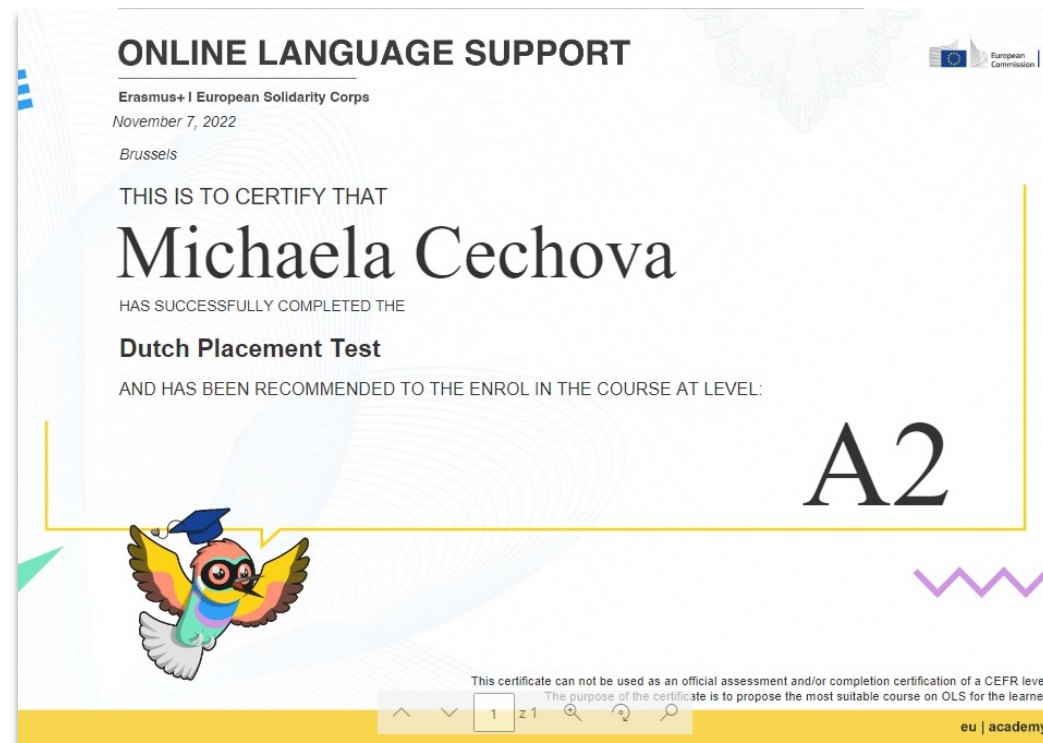 ONLINE LANGUAGE SUPPORT
European
Commission
Erasmus+ I European Solidarity Corps
November 7, 2022
Brussels
THIS IS TO CERTIFY THAT
Michaela Cechova
HAS SUCCESSFULLY COMPLETED THE
Dutch Placement Test
AND HAS BEEN RECOMMENDED TO THE ENROL IN THE COURSE AT LEVEL:
A2
This certificate can not be used as an official assessment and/or completion certification of a CEFR leve
The purpose of the certificate is to propose the most suitable course on OLS for the learne
1 z 1
eu | academy